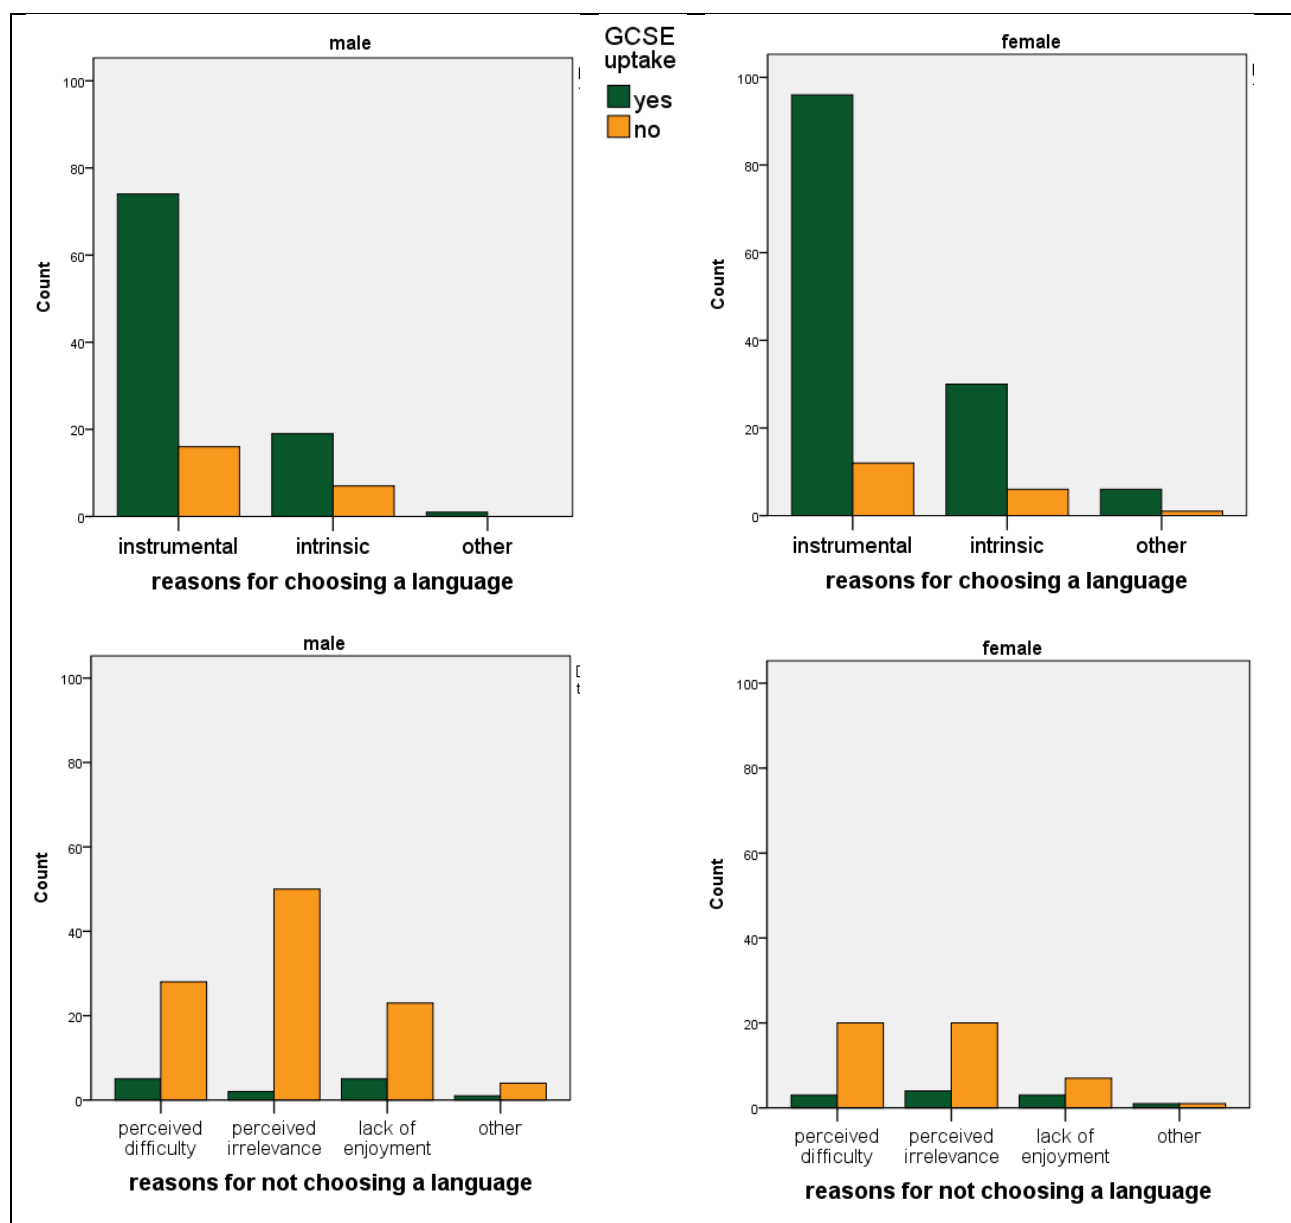 male
GCSE
uptake
yes
no
female
100
80
60
40
20
0
Count
instrumental
intrinsic
other
reasons for choosing a language
100
80
60
40
20
0
Count
instrumental
intrinsic
other
reasons for choosing a language
male
100
80
60
40
20
0
Count
perceived
difficulty
perceived
irrelevance
lack of
enjoyment
other
reasons for not choosing a language
female
100
80
60
40
20
0
Count
perceived
difficulty
perceived
irrelevance
lack of
enjoyment
other
reasons for not choosing a language